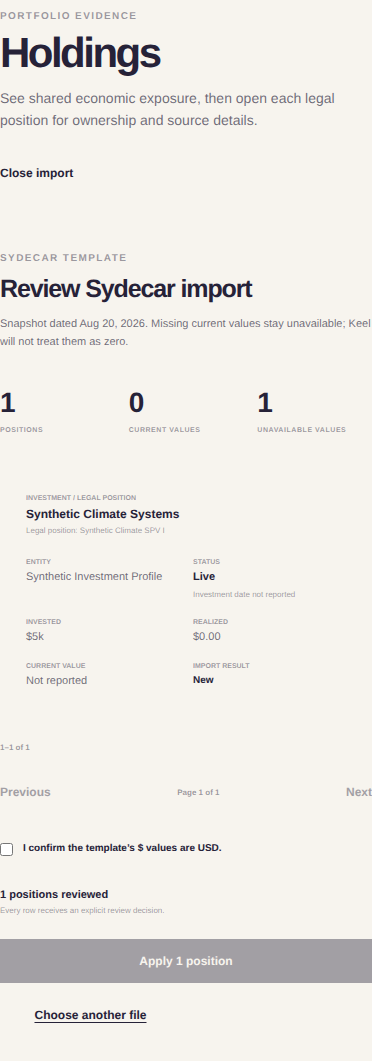 PORTFOLIO EVIDENCE
Holdings
See shared economic exposure, then open each legal
position for ownership and source details.
Close import
SYDECAR TEMPLATE
Review Sydecar import
Snapshot dated Aug 20, 2026. Missing current values stay unavailable; Keel
will not treat them as zero.
1 0 1
POSITIONS CURRENT VALUES UNAVAILABLE VALUES
INVESTMENT / LEGAL POSITION
Synthetic Climate Systems
Legal position: Synthetic Climate SPV I
ENTITY STATUS
Synthetic Investment Profile Live
Investment date not reported
INVESTED REALIZED
$5k $0.00
CURRENT VALUE IMPORT RESULT
Not reported New
1–1 of 1
Previous Page 1 of 1 Next
I confirm the template’s $ values are USD.
1 positions reviewed
Every row receives an explicit review decision.
Apply 1 position
Choose another file